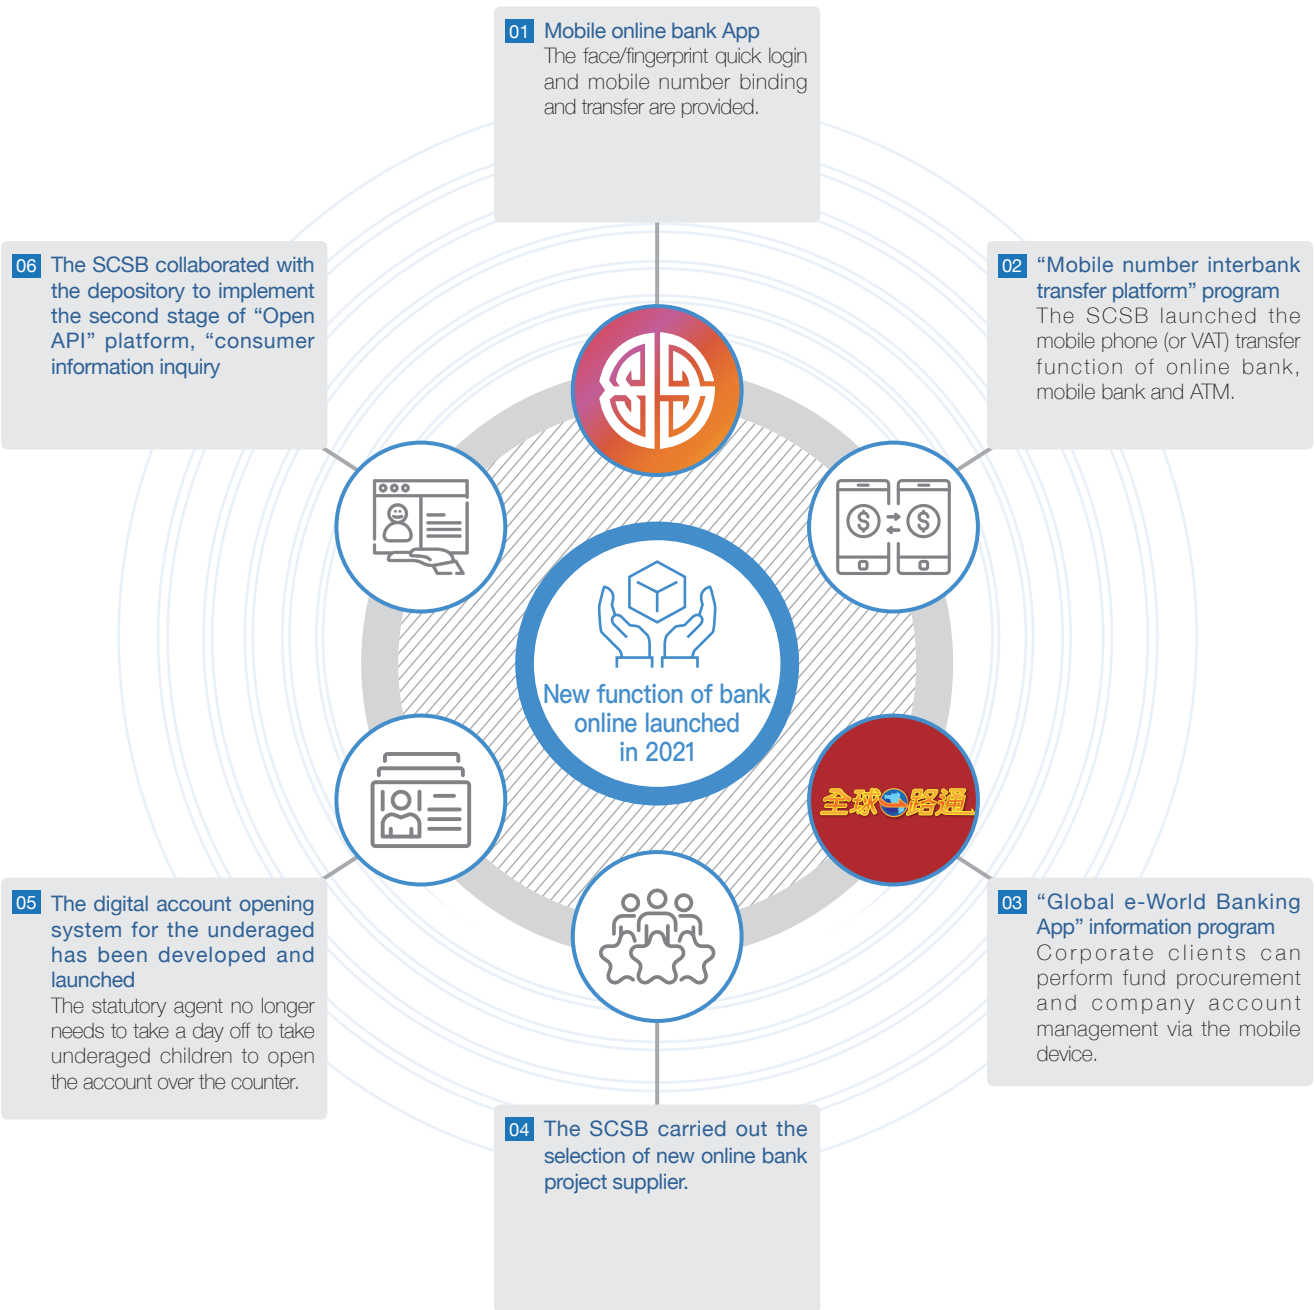 01 Mobile online bank App
The face/fingerprint quick login
and mobile number binding
and transfer are provided.
02 “Mobile number interbank
transfer platform” program
The SCSB launched the
mobile phone (or VAT) transfer
function of online bank,
mobile bank and ATM.
03 “Global e-World Banking
App” information program
Corporate clients can
perform fund procurement
and company account
management via the mobile
device.
04 The SCSB carried out the
selection of new online bank
project supplier.
05 The digital account opening
system for the underaged
has been developed and
launched
The statutory agent no longer
needs to take a day off to take
underaged children to open
the account over the counter.
06 The SCSB collaborated with
the depository to implement
the second stage of “Open
API” platform, “consumer
information inquiry
New function of bank
online launched
in 2021
全球 路通